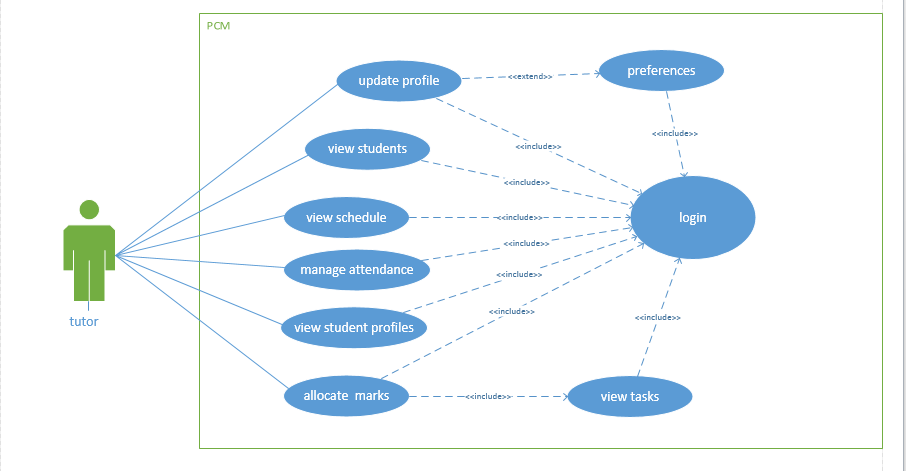 PCM
update profile
<<extend>>
preferences
<<include>>
<<include>>
view students
<<include>>
view schedule
<<include>>
login
manage attendance
<<include>>
<<include>>
view student profiles
<<include>>
<<include>>
tutor
allocate  marks
<<include>>
view tasks